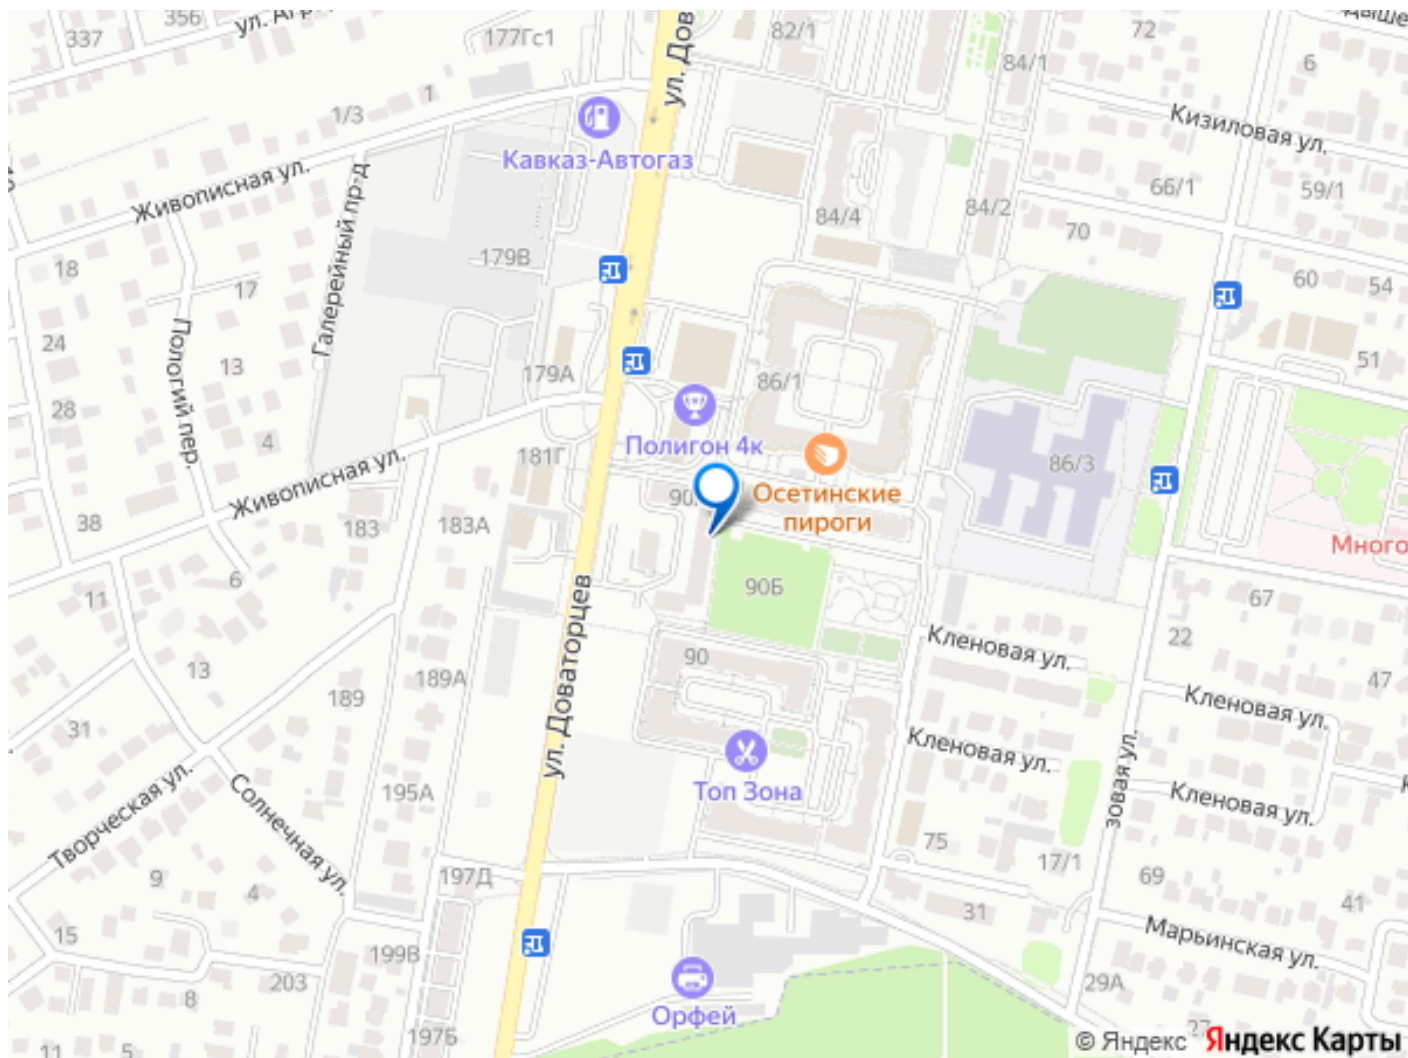 356
ул. Агр
337
177Гс1
ул. Дов
82/1
72
84/1
6
1
1/3
Кизиловая ул.
Кавказ-Автогаз
Живописная ул.
Галерейный пр-д
66/1
59/1
84/4
84/2
70
18
179В
17
60
54
24
Пологий пер.
13
51
179А
86/1
28
4
Полигон 4к
181Г
86/3
Живописная ул.
Осетинские
пироги
38
183
183А
Много
6
90Б
11
67
ул. Доваторцев
Кленовая ул.
22
13
90
189А
47
189
Кленовая ул.
31
Кленовая ул.
Топ Зона
195А
Кленовая ул.
зовая ул.
Творческая ул.
Солнечная ул.
75
17/1
9
4
197Д
69
41
31
15
Марьинская ул.
199В
203
29А
8
Орфей
197Б
27
11
5
© Яндекс Яндекс Карты